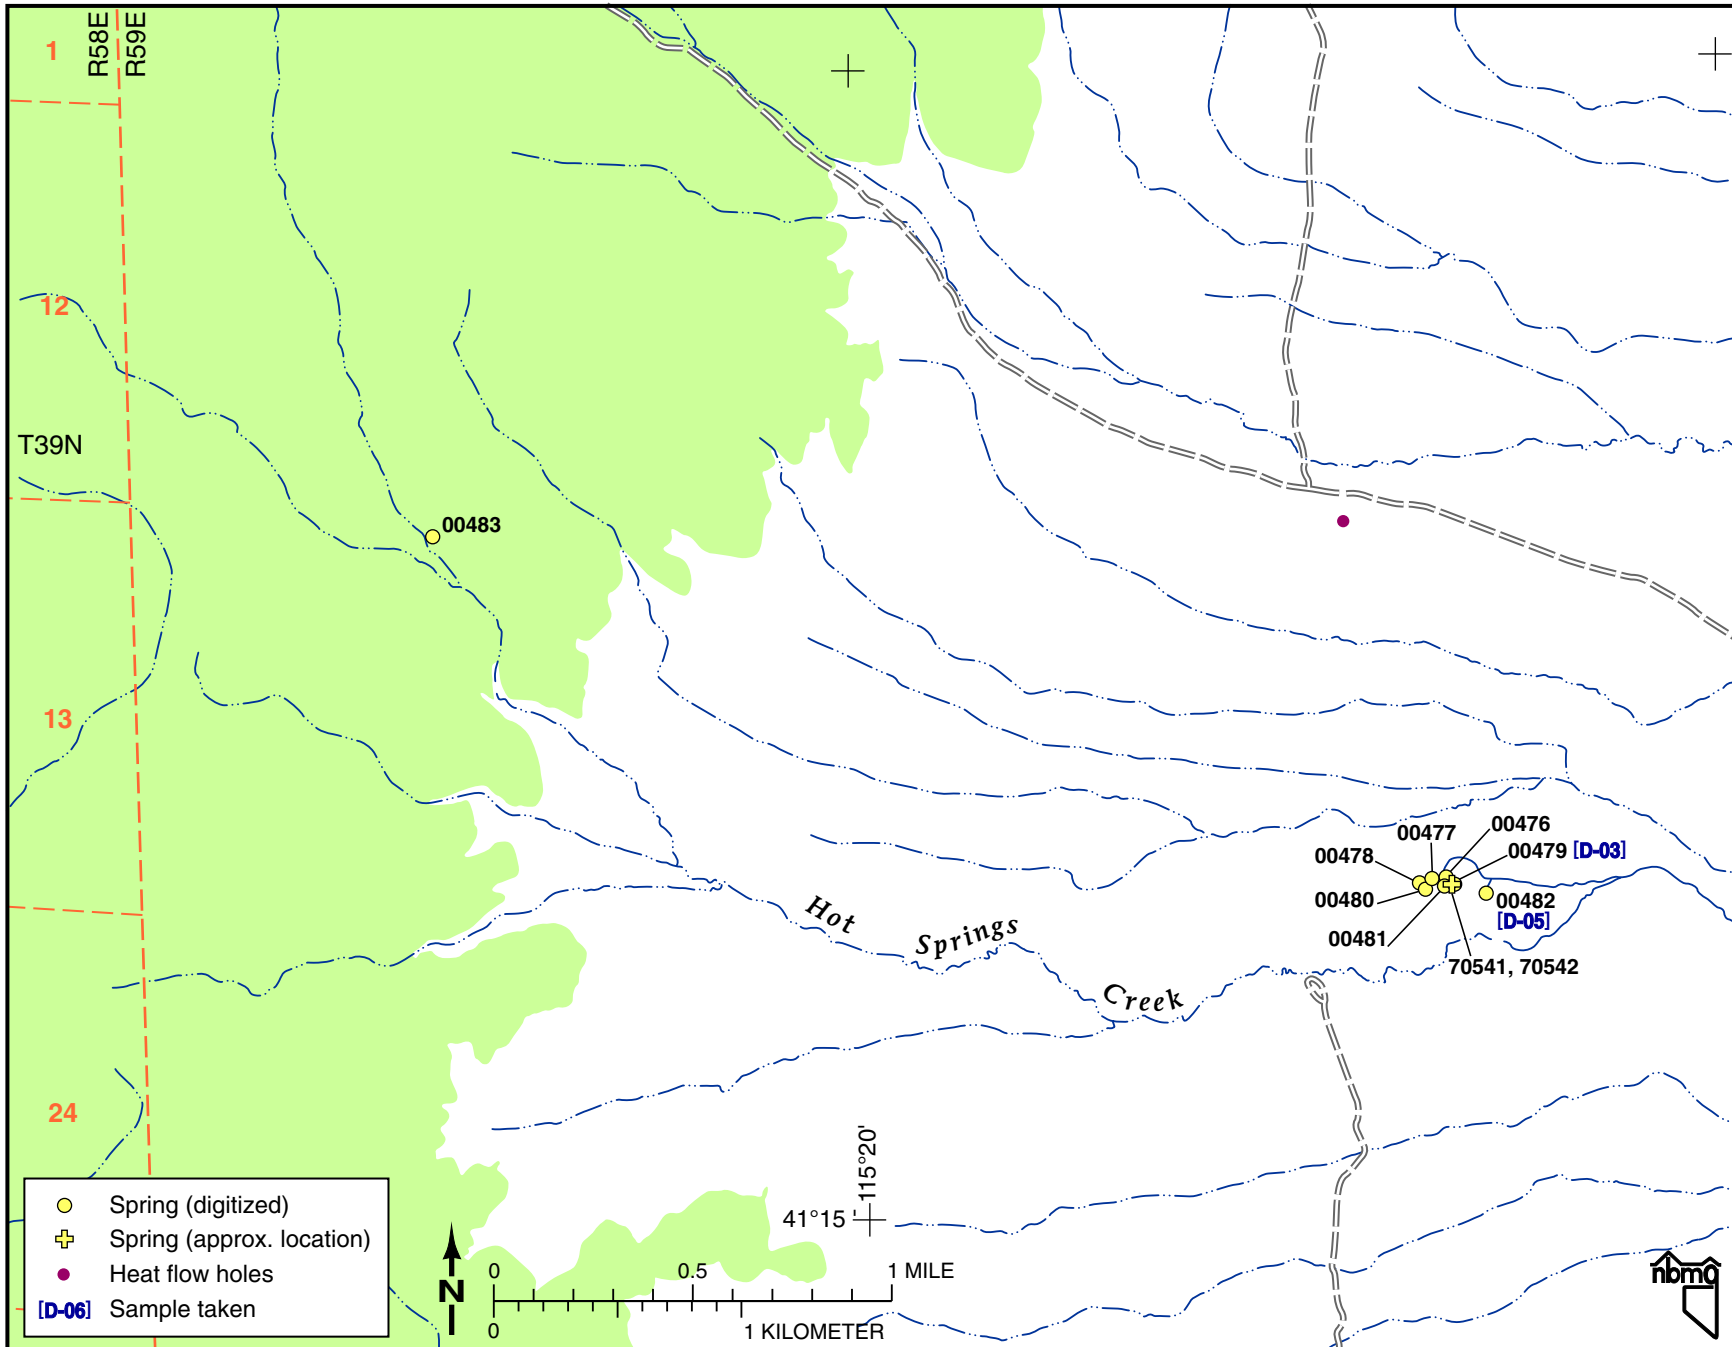 1
R58E
R59E
12
T39N
00483
13
00477
00476
00478
00479 [D-03]
00480
00482
[D-05]
00481
70541, 70542
Hot Springs Creek
24
115°20'
41°15'
Spring (digitized)
Spring (approx. location)
Heat flow holes
[D-06] Sample taken
N
0 0.5 1 MILE
0 1 KILOMETER
nbmg